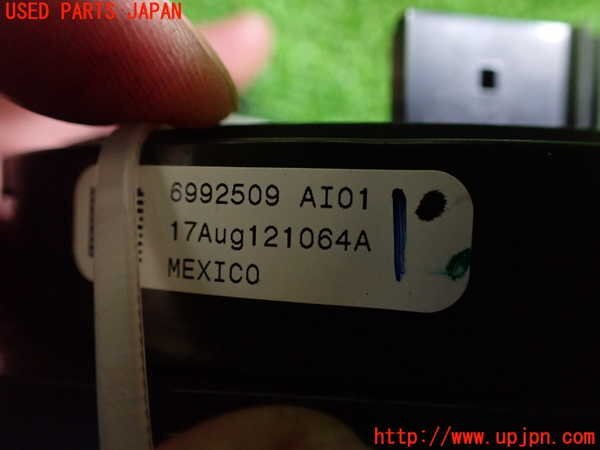 USED PARTS JAPAN
6992509 AI01
17Aug121064A
MEXICO
http://www.upjpn.com/